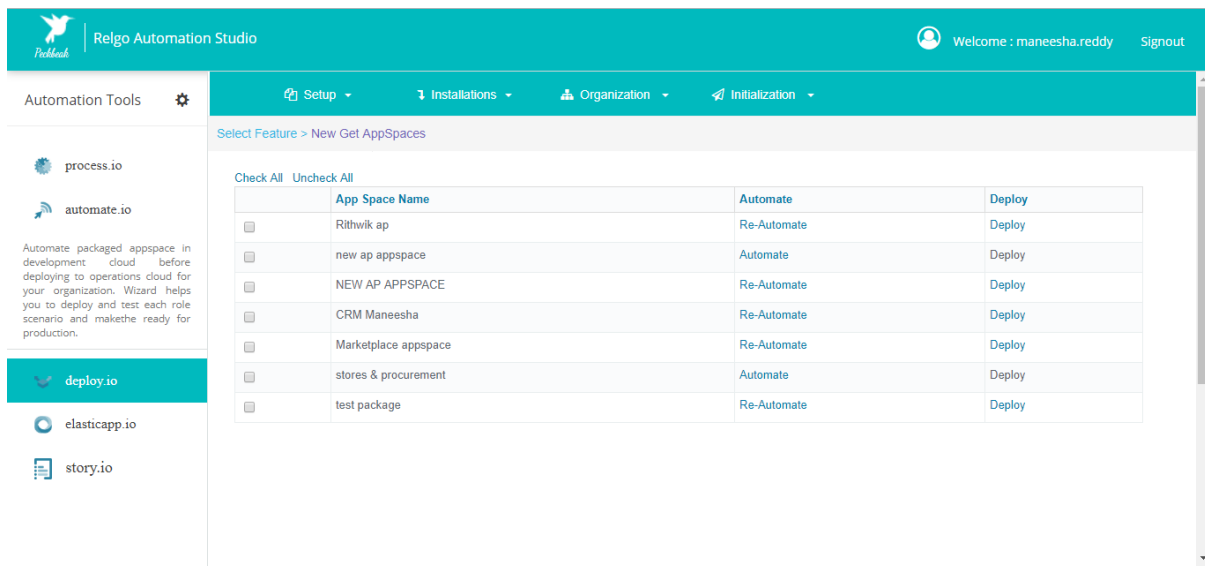 Peckbeak
Relgo Automation Studio
Welcome : maneesha.reddy
Signout
Automation Tools
Setup
Installations
Organization
Initialization
Select Feature > New Get AppSpaces
process.io
automate.io
Automate packaged appspace in
development cloud before
deploying to operations cloud for
your organization. Wizard helps
you to deploy and test each role
scenario and makethe ready for
production.
deploy.io
elasticapp.io
story.io
Check All Uncheck All
App Space Name Automate Deploy
Rithwik ap Re-Automate Deploy
new ap appspace Automate Deploy
NEW AP APPSPACE Re-Automate Deploy
CRM Maneesha Re-Automate Deploy
Marketplace appspace Re-Automate Deploy
stores & procurement Automate Deploy
test package Re-Automate Deploy